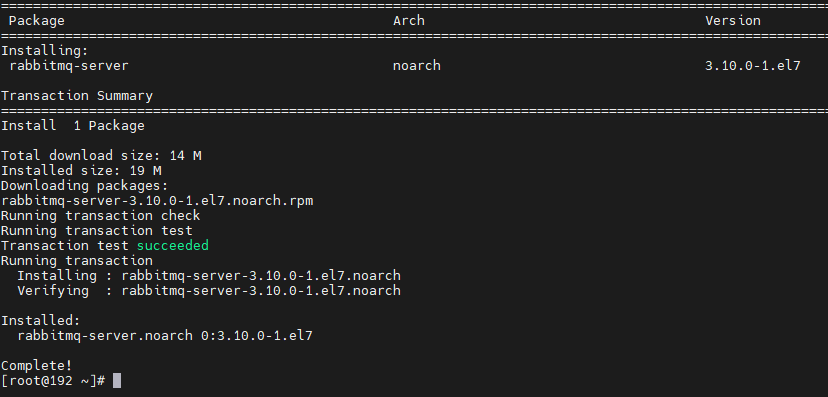 ================================================================================
Package Arch Version
================================================================================
Installing:
rabbitmq-server noarch 3.10.0-1.el7
Transaction Summary
================================================================================
Install 1 Package
Total download size: 14 M
Installed size: 19 M
Downloading packages:
rabbitmq-server-3.10.0-1.el7.noarch.rpm
Running transaction check
Running transaction test
Transaction test succeeded
Running transaction
Installing : rabbitmq-server-3.10.0-1.el7.noarch
Verifying : rabbitmq-server-3.10.0-1.el7.noarch
Installed:
rabbitmq-server.noarch 0:3.10.0-1.el7
Complete!
[root@192 ~]#